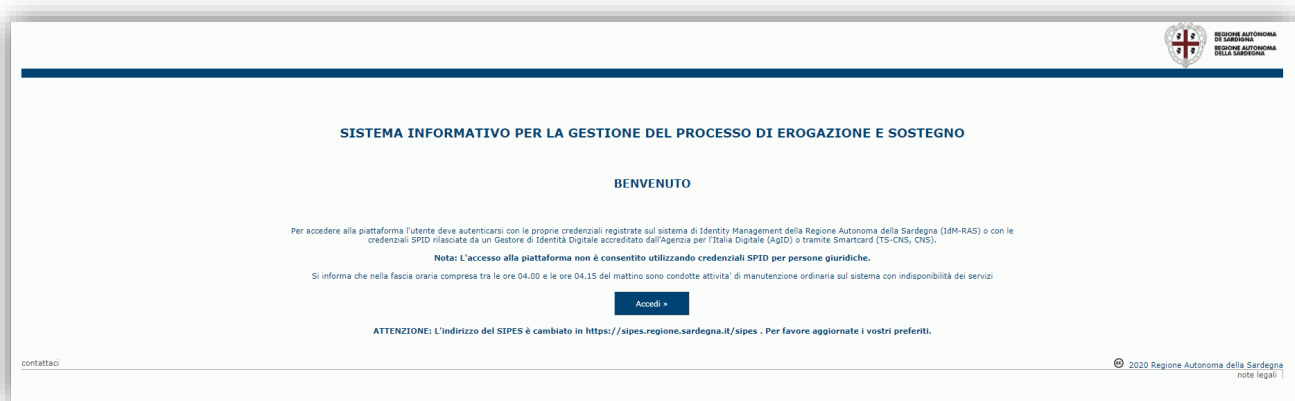 REGIONE AUTÒNOMA
DE SARDIGNA
REGIONE AUTONOMA
DELLA SARDEGNA
SISTEMA INFORMATIVO PER LA GESTIONE DEL PROCESSO DI EROGAZIONE E SOSTEGNO
BENVENUTO
Per accedere alla piattaforma l'utente deve autenticarsi con le proprie credenziali registrate sul sistema di Identity Management della Regione Autonoma della Sardegna (IdM-RAS) o con le
credenziali SPID rilasciate da un Gestore di Identità Digitale accreditato dall'Agenzia per l'Italia Digitale (AgID) o tramite Smartcard (TS-CNS, CNS).
Nota: L'accesso alla piattaforma non è consentito utilizzando credenziali SPID per persone giuridiche.
Si informa che nella fascia oraria compresa tra le ore 04.00 e le ore 04.15 del mattino sono condotte attivita' di manutenzione ordinaria sul sistema con indisponibilità dei servizi
Accedi »
ATTENZIONE: L'indirizzo del SIPES è cambiato in https://sipes.regione.sardegna.it/sipes . Per favore aggiornate i vostri preferiti.
contattaci
2020 Regione Autonoma della Sardegna
note legali |